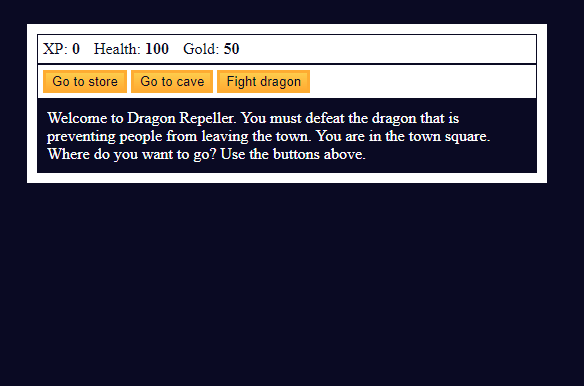 XP: 0 Health: 100 Gold: 50
Go to store Go to cave Fight dragon
Welcome to Dragon Repeller. You must defeat the dragon that is
preventing people from leaving the town. You are in the town square.
Where do you want to go? Use the buttons above.